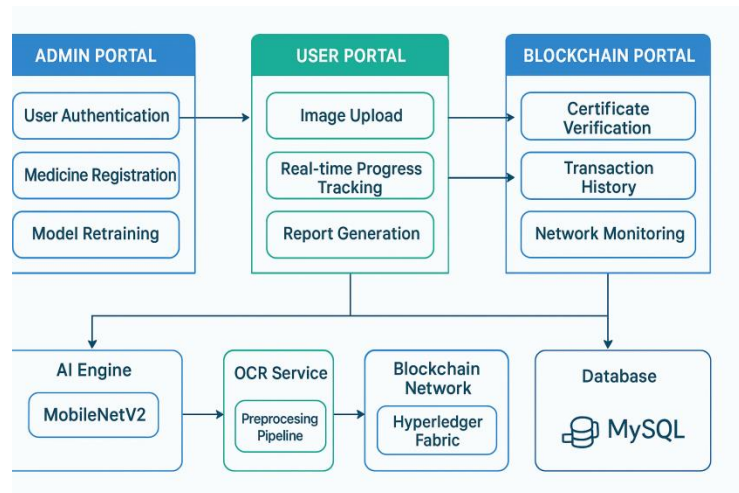 ADMIN PORTAL
User Authentication
Medicine Registration
Model Retraining
USER PORTAL
Image Upload
Real-time Progress
Tracking
Report Generation
BLOCKCHAIN PORTAL
Certificate
Verification
Transaction
History
Network Monitoring
AI Engine
MobileNetV2
OCR Service
Preprocesing
Pipeline
Blockchain
Network
Hyperledger
Fabric
Database
MySQL